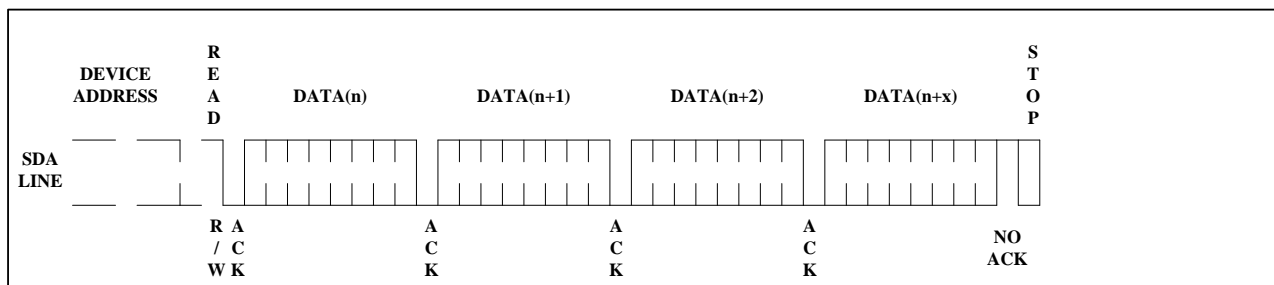 READ
STOP
DEVICE
ADDRESS
DATA(n)
DATA(n+1)
DATA(n+2)
DATA(n+x)
SDA
LINE
R/W
ACK
ACK
ACK
ACK
NO
ACK